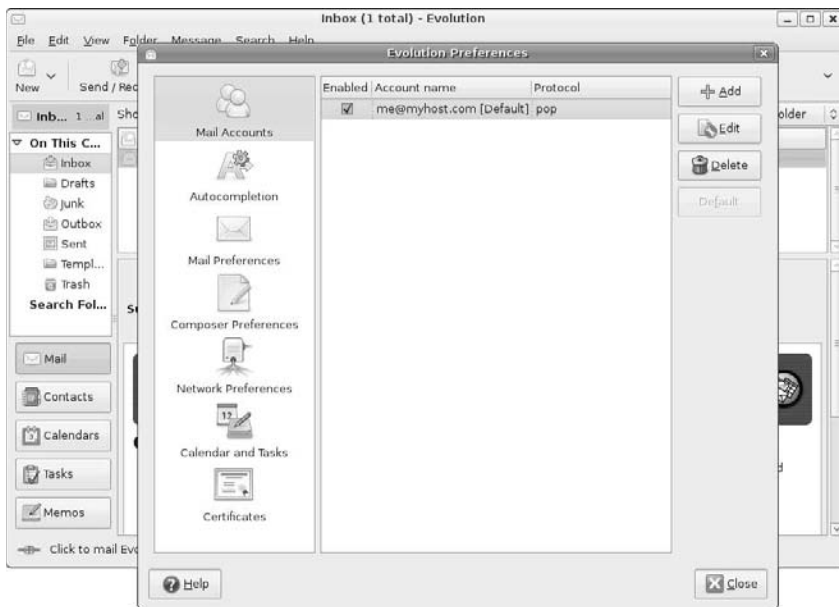 Inbox (1 total) - Evolution
File Edit View Folder Message Search Help
Evolution Preferences
New
Send / Rec
Inb... 1 ...al
Sho
older
On This C...
Inbox
Drafts
Junk
Outbox
Sent
Templ...
Trash
Search Fol...
Mail
Contacts
Calendars
Tasks
Memos
Click to mail Evo
Mail Accounts
Autocompletion
Mail Preferences
Composer Preferences
Network Preferences
12
Calendar and Tasks
Certificates
Enabled Account name Protocol
me@myhost.com [Default] pop
Add
Edit
Delete
Default
Help
Close